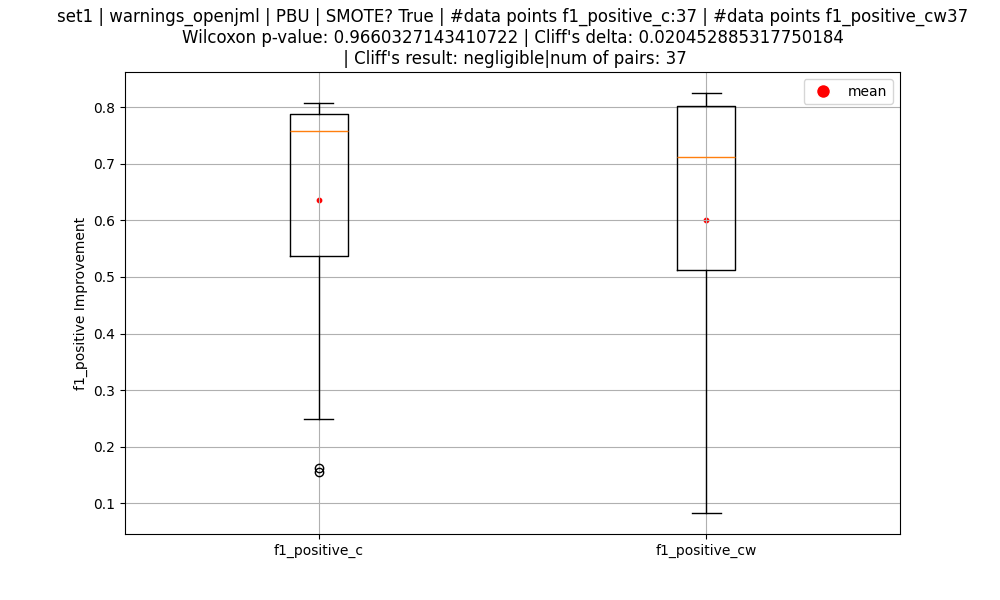 set1 | warnings_openjml | PBU | SMOTE? True | #data points f1_positive_c:37 | #data points f1_positive_cw37
Wilcoxon p-value: 0.9660327143410722 | Cliff's delta: 0.020452885317750184
| Cliff's result: negligible|num of pairs: 37
mean
f1_positive Improvement
0.8
0.7
0.6
0.5
0.4
0.3
0.2
0.1
f1_positive_c
f1_positive_cw